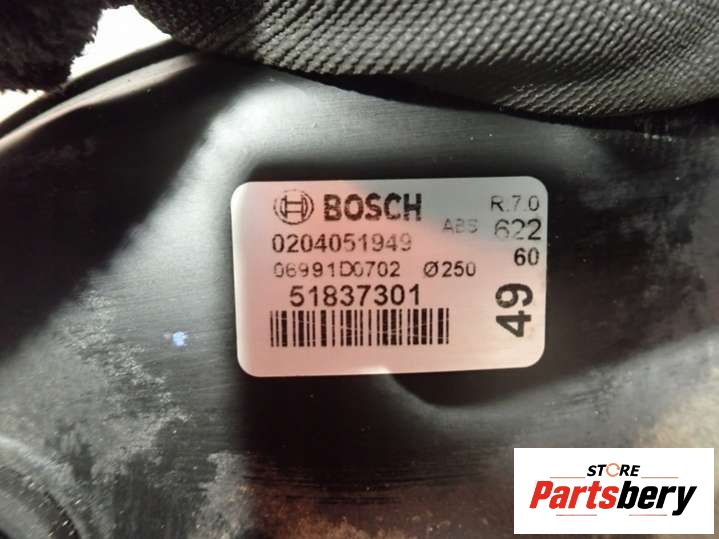 BOSCH R.7.0
0204051949 ABS 622
06991D0702 Ø250 60
51837301 49
STORE
Partsbery